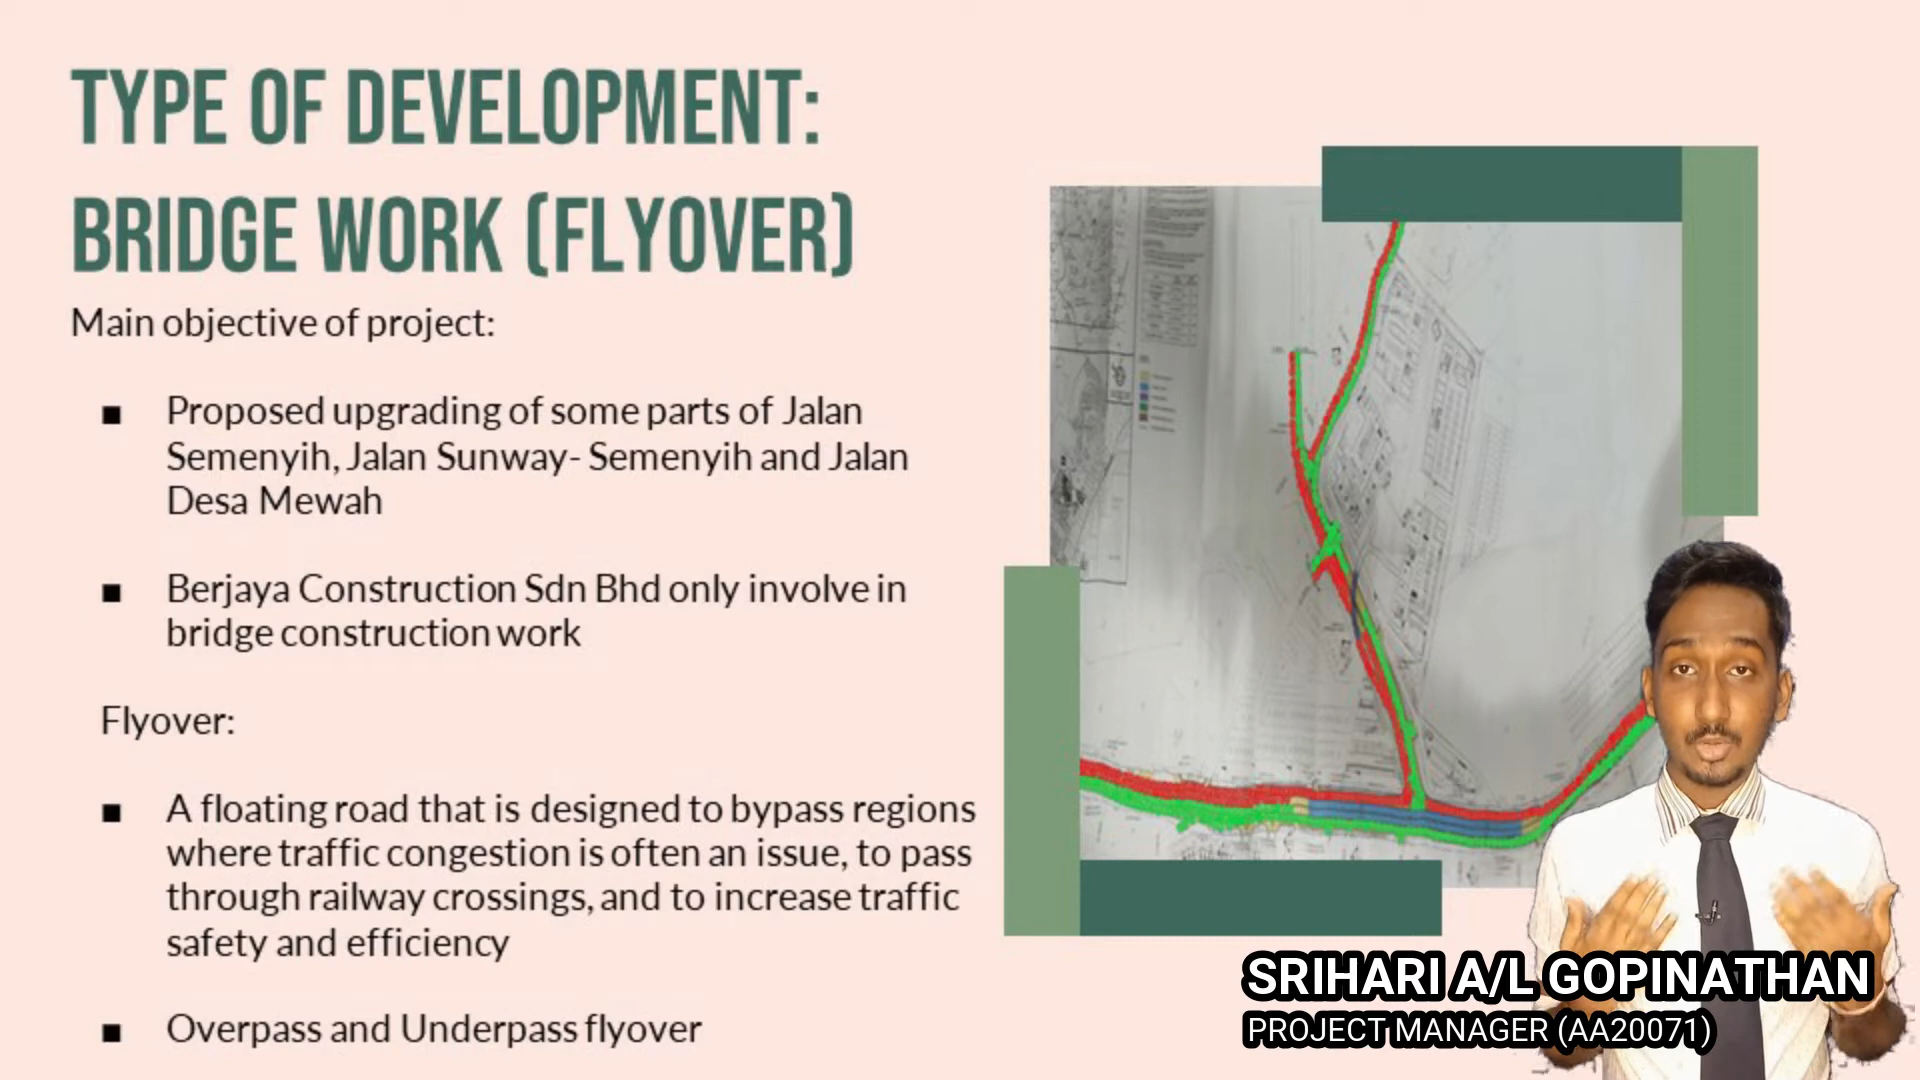 TYPE OF DEVELOPMENT:
BRIDGE WORK (FLYOVER)
Main objective of project:
■ Proposed upgrading of some parts of Jalan
Semenyih, Jalan Sunway- Semenyih and Jalan
Desa Mewah
■ Berjaya Construction Sdn Bhd only involve in
bridge construction work
Flyover:
■ A floating road that is designed to bypass regions
where traffic congestion is often an issue, to pass
through railway crossings, and to increase traffic
safety and efficiency
■ Overpass and Underpass flyover
SRIHARI A/L GOPINATHAN
PROJECT MANAGER (AA20071)